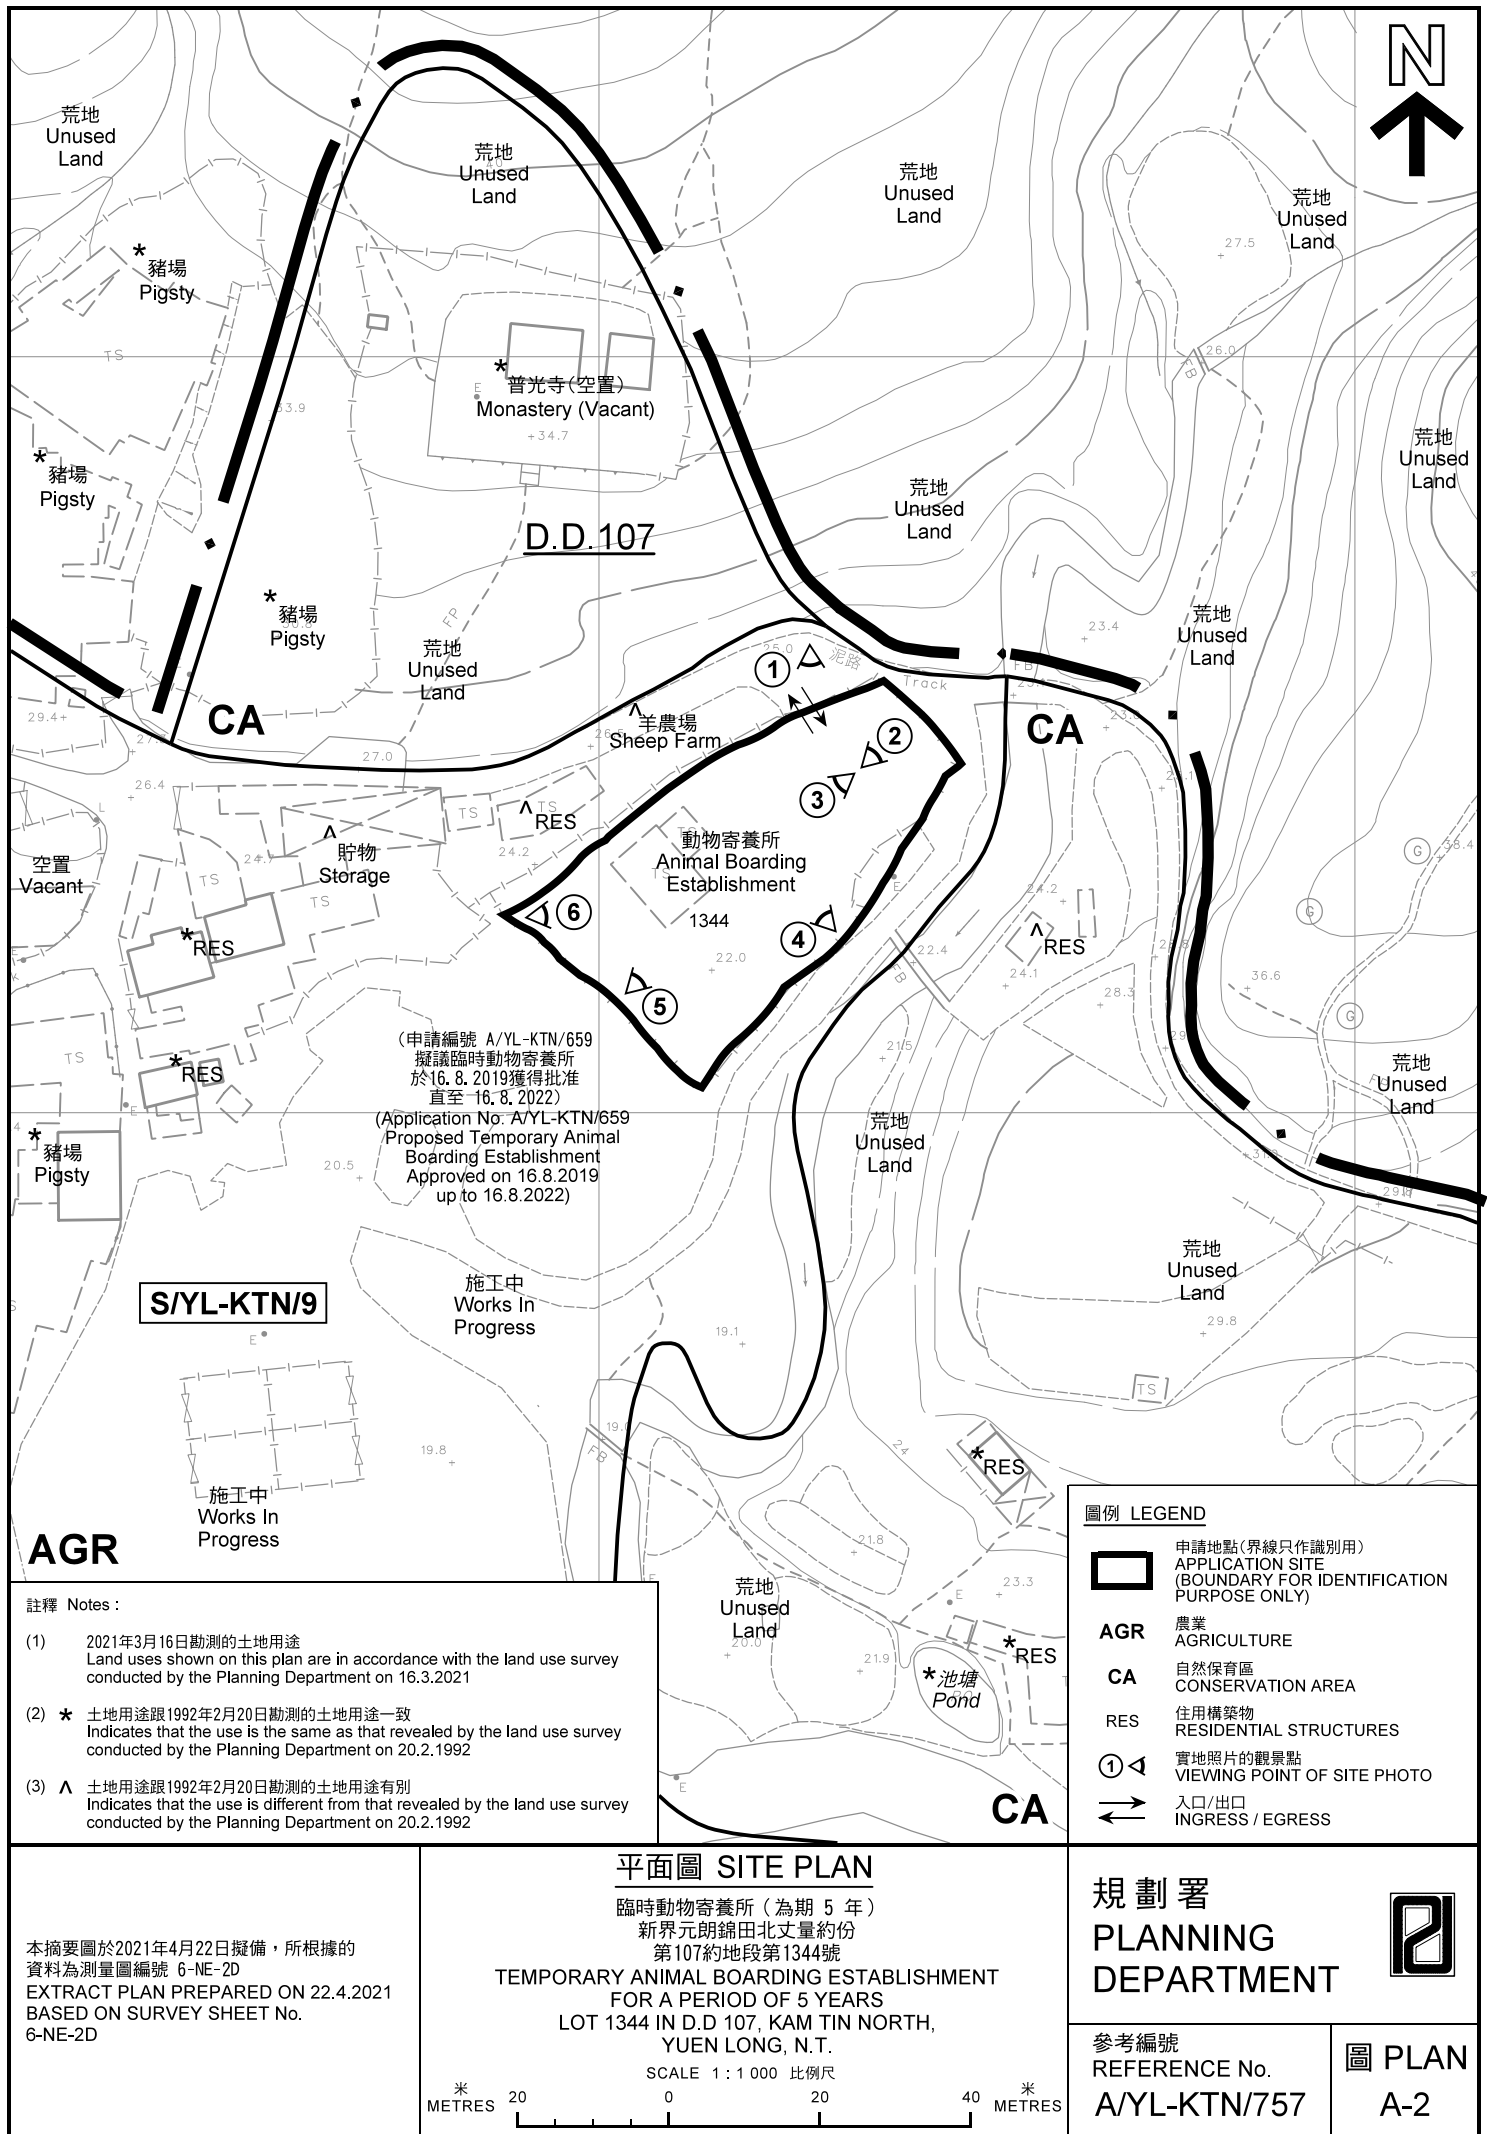 N
荒地
Unused
Land
荒地
Unused
Land
荒地
Unused
Land
荒地
Unused
Land
27.5
豬場
Pigsty
TS
26.0
FB
普光寺(空置)
Monastery (Vacant)
E
33.9
34.7
豬場
Pigsty
荒地
Unused
Land
荒地
Unused
Land
D.D.107
豬場
Pigsty
FP
荒地
Unused
Land
荒地
Unused
Land
23.4
25.0
泥路
Track
FB
1
CA
CA
29.4
27.0
26.4
羊農場
Sheep Farm
2
3
TS
TS
RES
貯物
Storage
24.2
空置
Vacant
TS
TS
動物寄養所
Animal Boarding
Establishment
1344
TS
E
G
38.4
G
24.2
6
4
5
22.0
22.4
FB
RES
24.1
28.3
36.6
G
RES
TS
RES
E
21.5
(申請編號 A/YL-KTN/659
擬議臨時動物寄養所
於16.8.2019獲得批准
直至 16.8.2022)
(Application No. A/YL-KTN/659
Proposed Temporary Animal
Boarding Establishment
Approved on 16.8.2019
up to 16.8.2022)
荒地
Unused
Land
荒地
Unused
Land
豬場
Pigsty
20.5
荒地
Unused
Land
29.8
S/YL-KTN/9
E
施工中
Works In
Progress
19.1
TS
19.8
FB
24
RES
施工中
Works In
Progress
AGR
21.8
荒地
Unused
Land
20.0
21.9
E
23.3
RES
池塘
Pond
E
CA
註釋 Notes :
(1) 2021年3月16日勘測的土地用途
Land uses shown on this plan are in accordance with the land use survey
conducted by the Planning Department on 16.3.2021
(2) * 土地用途跟1992年2月20日勘測的土地用途一致
Indicates that the use is the same as that revealed by the land use survey
conducted by the Planning Department on 20.2.1992
(3) ^ 土地用途跟1992年2月20日勘測的土地用途有別
Indicates that the use is different from that revealed by the land use survey
conducted by the Planning Department on 20.2.1992
圖例 LEGEND
申請地點(界線只作識別用)
APPLICATION SITE
(BOUNDARY FOR IDENTIFICATION
PURPOSE ONLY)
AGR 農業
AGRICULTURE
CA 自然保育區
CONSERVATION AREA
RES 住用構築物
RESIDENTIAL STRUCTURES
1 實地照片的觀景點
VIEWING POINT OF SITE PHOTO
入口/出口
INGRESS / EGRESS
本摘要圖於2021年4月22日擬備，所根據的
資料為測量圖編號 6-NE-2D
EXTRACT PLAN PREPARED ON 22.4.2021
BASED ON SURVEY SHEET No.
6-NE-2D
平面圖 SITE PLAN
臨時動物寄養所(為期 5 年)
新界元朗錦田北丈量約份
第107約地段第1344號
TEMPORARY ANIMAL BOARDING ESTABLISHMENT
FOR A PERIOD OF 5 YEARS
LOT 1344 IN D.D 107, KAM TIN NORTH,
YUEN LONG, N.T.
SCALE 1 : 1 000 比例尺
米 METRES 20 0 20 40 米 METRES
規劃署
PLANNING
DEPARTMENT
參考編號
REFERENCE No.
A/YL-KTN/757
圖 PLAN
A-2